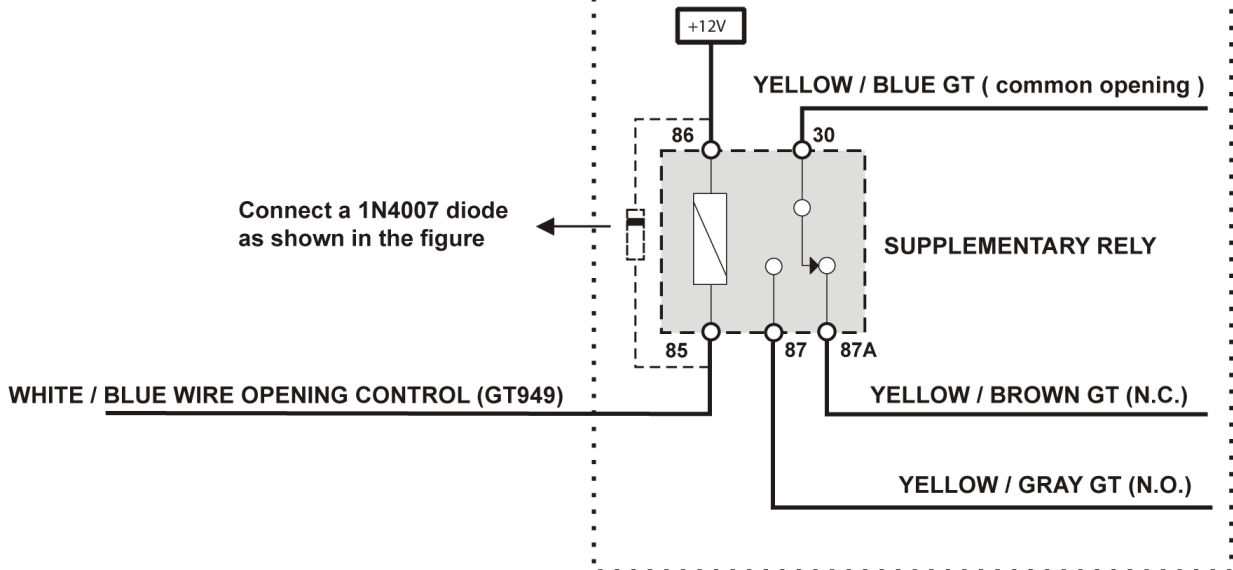 +12V
YELLOW / BLUE GT ( common opening )
86
30
Connect a 1N4007 diode
as shown in the figure
SUPPLEMENTARY RELY
85
87
87A
WHITE / BLUE WIRE OPENING CONTROL (GT949)
YELLOW / BROWN GT (N.C.)
YELLOW / GRAY GT (N.O.)